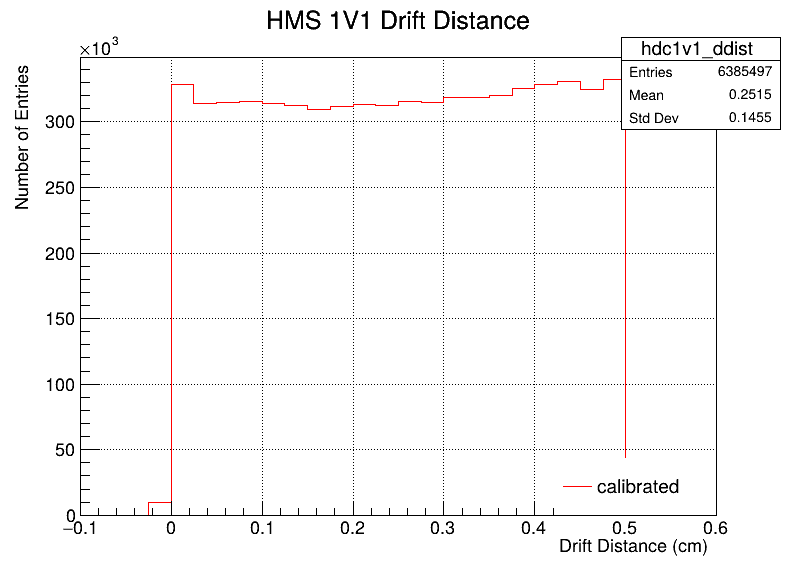 HMS 1V1 Drift Distance
×10³
hdc1v1_ddist
Entries 6385497
Mean 0.2515
Std Dev 0.1455
Number of Entries
300
250
200
150
100
50
0
calibrated
−0.1 0 0.1 0.2 0.3 0.4 0.5 0.6
Drift Distance (cm)